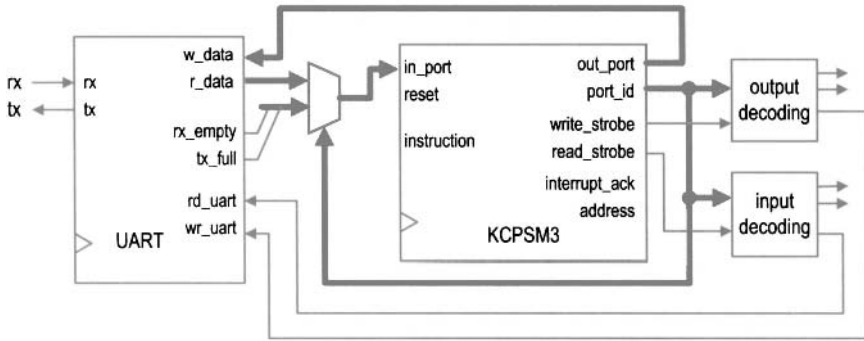 rx
tx
w_data
rx
r_data
tx
rx_empty
tx_full
rd_uart
wr_uart
UART
in_port
out_port
reset
port_id
write_strobe
instruction
read_strobe
interrupt_ack
address
KCPSM3
output
decoding
input
decoding